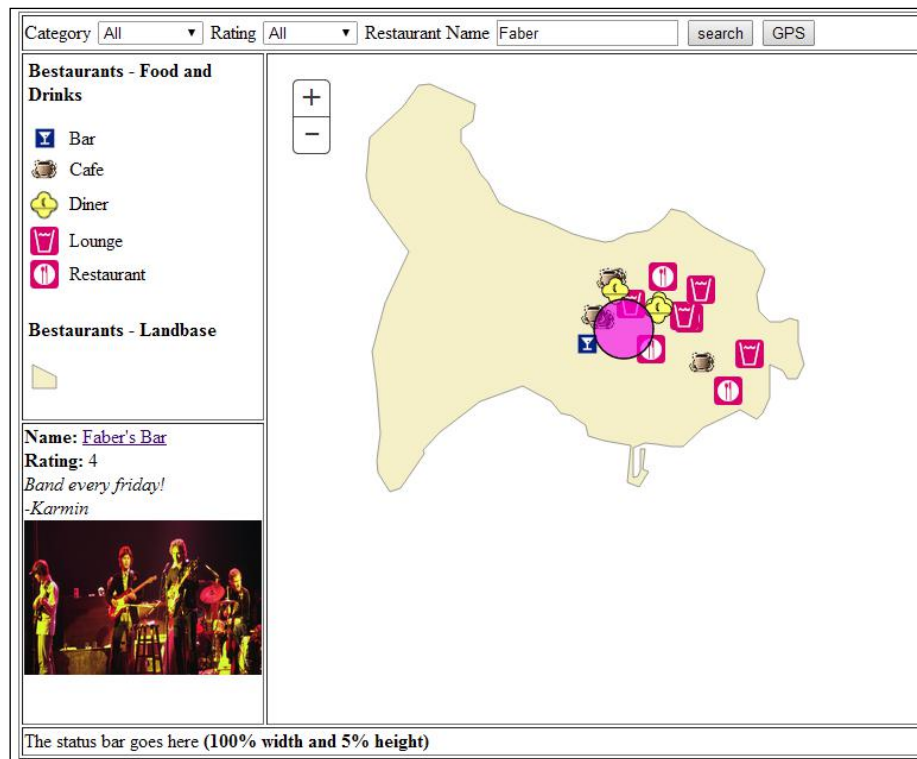 Category All Rating All Restaurant Name Faber search GPS
Bestaurants - Food and
Drinks
Bar
Cafe
Diner
Lounge
Restaurant
Bestaurants - Landbase
+
−
Name: Faber's Bar
Rating: 4
Band every friday!
-Karmin
The status bar goes here (100% width and 5% height)